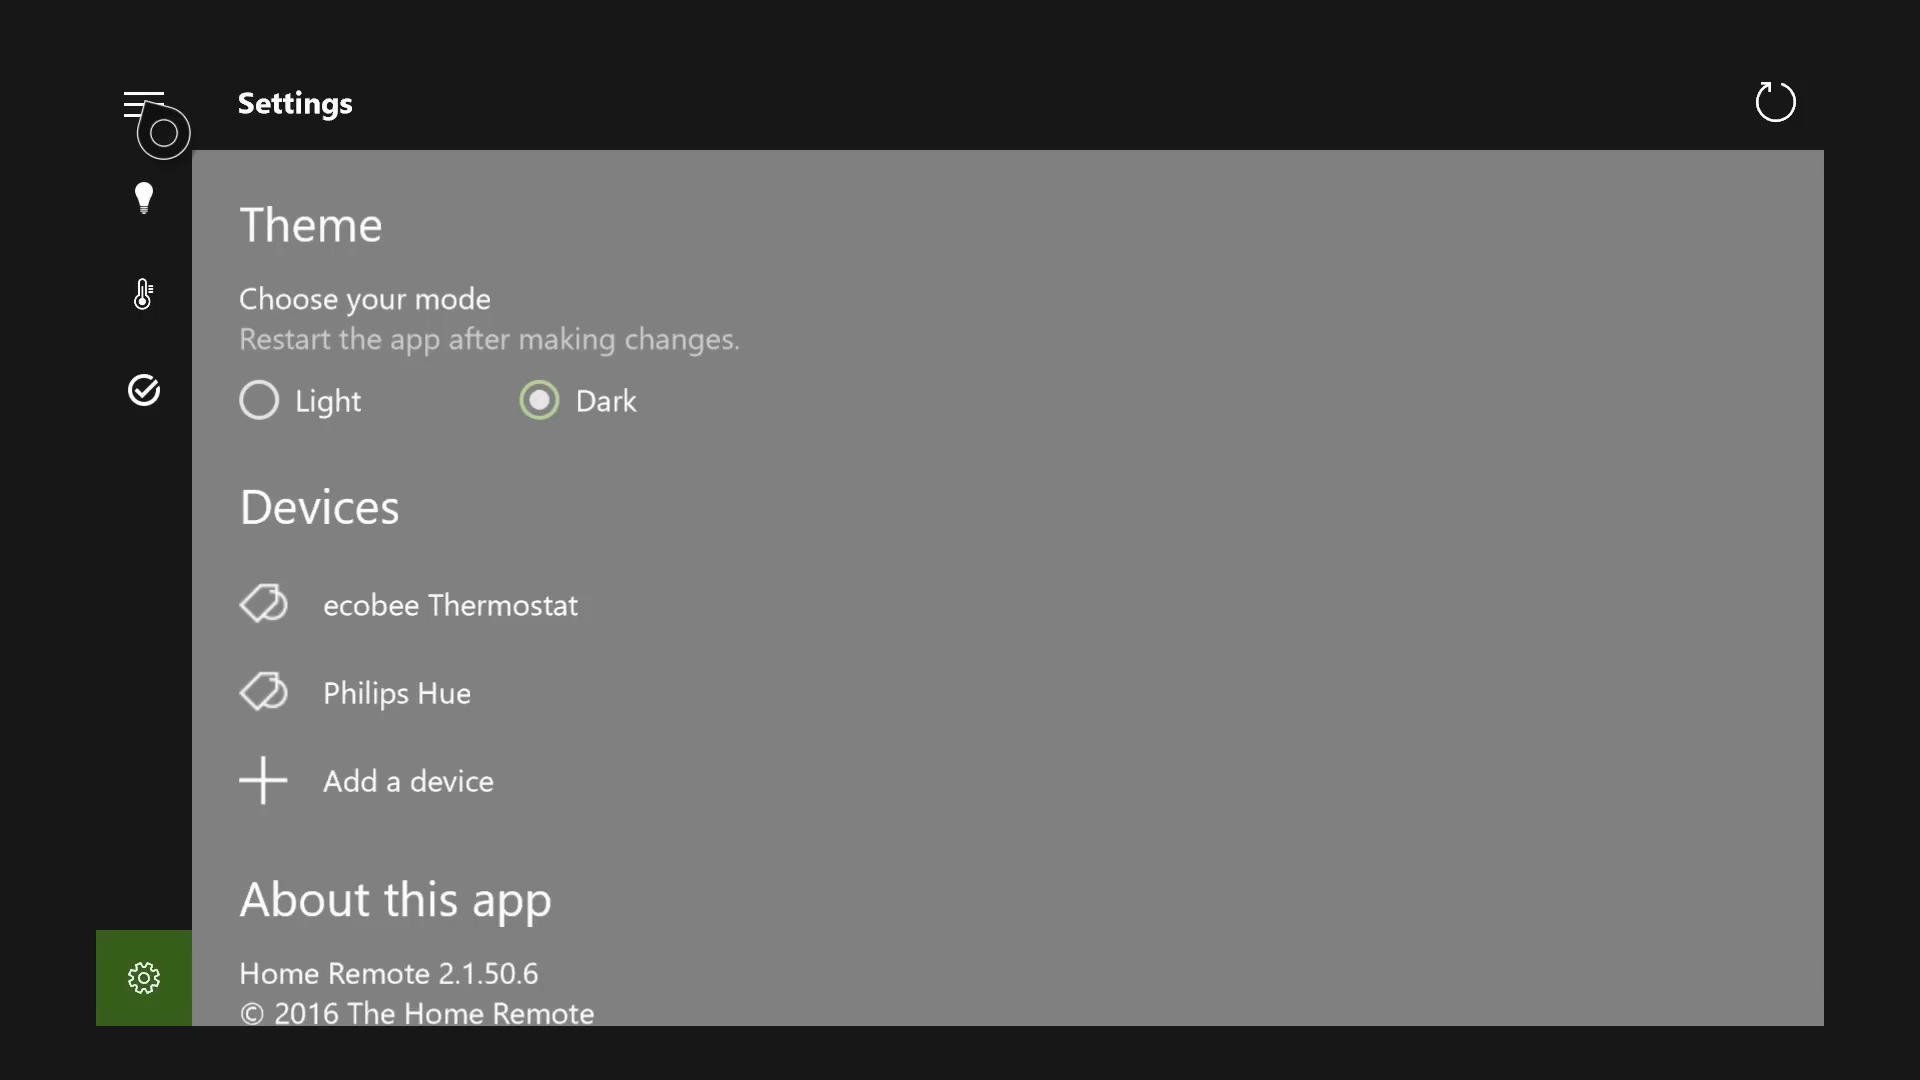 Settings
Theme
Choose your mode
Restart the app after making changes.
Light
Dark
Devices
ecobee Thermostat
Philips Hue
Add a device
About this app
Home Remote 2.1.50.6
© 2016 The Home Remote